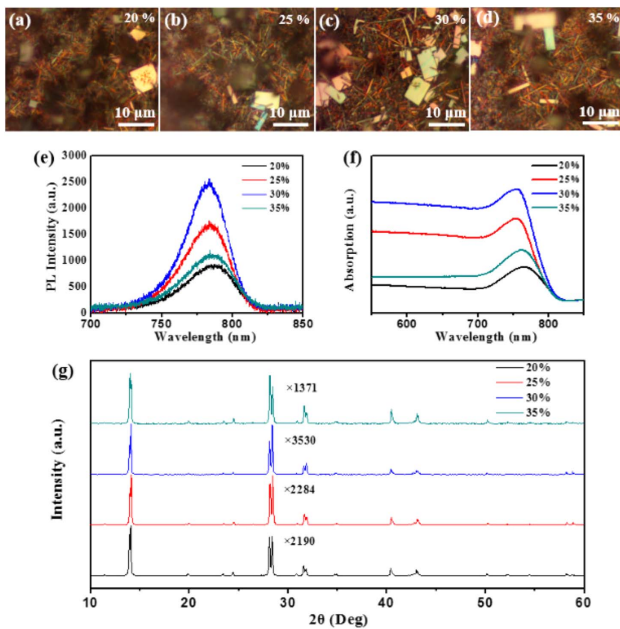 (a) 20 %
(b) 25 %
(c) 30 %
(d) 35 %
10 µm
10 µm
10 µm
10 µm
(e)
3000
2500
2000
1500
1000
500
0
PL Intensity (a.u.)
20%
25%
30%
35%
700 750 800 850
Wavelength (nm)
(f)
Absorption (a.u.)
20%
25%
30%
35%
600 700 800
Wavelength (nm)
(g)
Intensity (a.u.)
20%
25%
30%
35%
×1371
×3530
×2284
×2190
10 20 30 40 50 60
2θ (Deg)